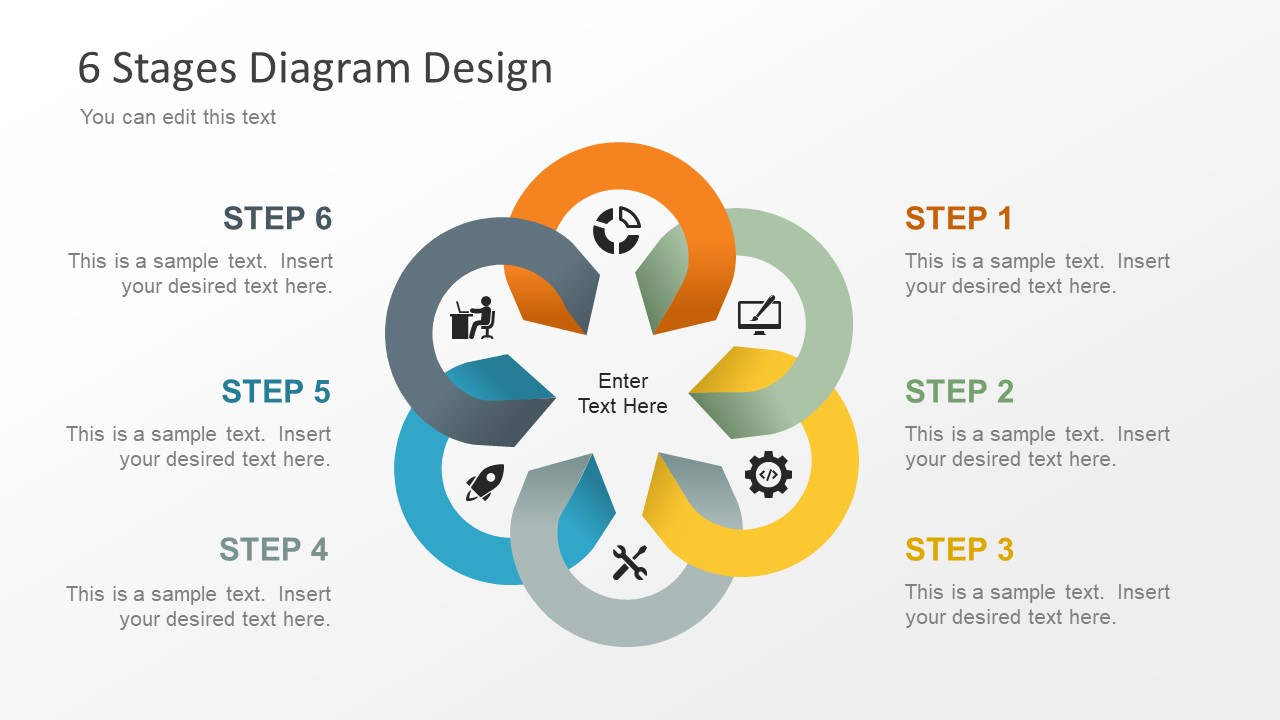 6 Stages Diagram Design
You can edit this text
STEP 6
This is a sample text. Insert
your desired text here.
STEP 5
This is a sample text. Insert
your desired text here.
STEP 4
This is a sample text. Insert
your desired text here.
Enter
Text Here
</>
STEP 1
This is a sample text. Insert
your desired text here.
STEP 2
This is a sample text. Insert
your desired text here.
STEP 3
This is a sample text. Insert
your desired text here.